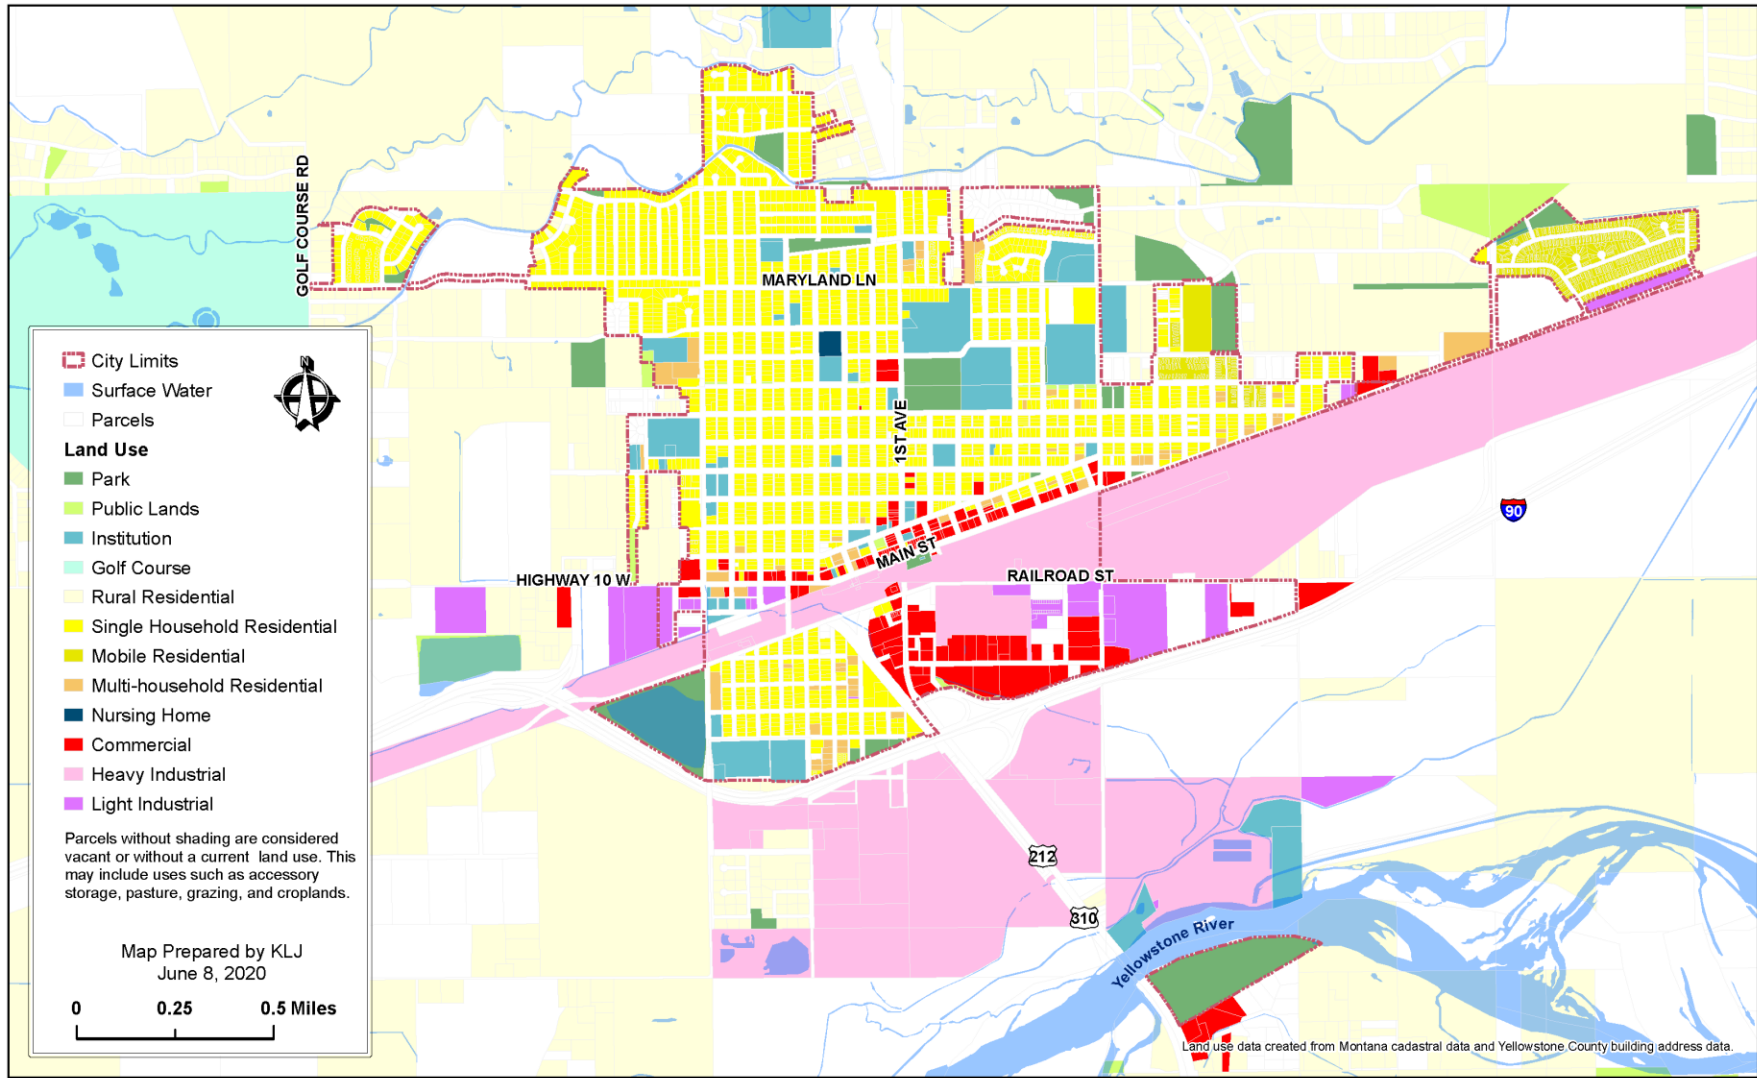 GOLF COURSE RD
MARYLAND LN
1ST AVE
MAIN ST
HIGHWAY 10 W
RAILROAD ST
90
212
310
Yellowstone River
City Limits
Surface Water
Parcels
Land Use
Park
Public Lands
Institution
Golf Course
Rural Residential
Single Household Residential
Mobile Residential
Multi-household Residential
Nursing Home
Commercial
Heavy Industrial
Light Industrial
N
Parcels without shading are considered
vacant or without a current land use. This
may include uses such as accessory
storage, pasture, grazing, and croplands.
Map Prepared by KLJ
June 8, 2020
0 0.25 0.5 Miles
Land use data created from Montana cadastral data and Yellowstone County building address data.